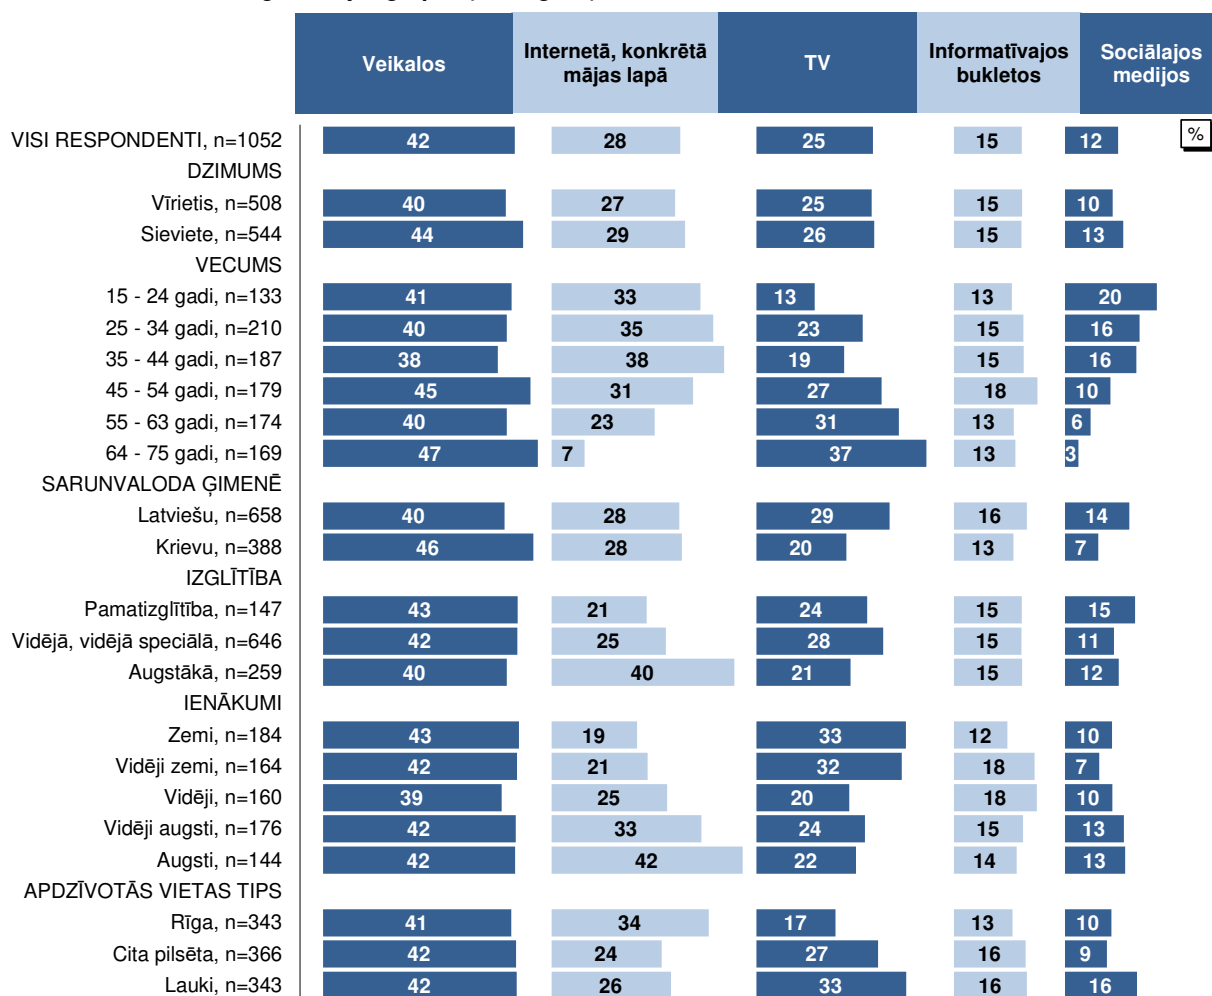 Veikalos Internetā, konkrētā mājas lapā TV Informatīvajos bukletos Sociālajos medijos
%
VISI RESPONDENTI, n=1052 42 28 25 15 12
DZIMUMS
Vīrietis, n=508 40 27 25 15 10
Sieviete, n=544 44 29 26 15 13
VECUMS
15 - 24 gadi, n=133 41 33 13 13 20
25 - 34 gadi, n=210 40 35 23 15 16
35 - 44 gadi, n=187 38 38 19 15 16
45 - 54 gadi, n=179 45 31 27 18 10
55 - 63 gadi, n=174 40 23 31 13 6
64 - 75 gadi, n=169 47 7 37 13 3
SARUNVALODA ĢIMENĒ
Latviešu, n=658 40 28 29 16 14
Krievu, n=388 46 28 20 13 7
IZGLĪTĪBA
Pamatizglītība, n=147 43 21 24 15 15
Vidējā, vidējā speciālā, n=646 42 25 28 15 11
Augstākā, n=259 40 40 21 15 12
IENĀKUMI
Zemi, n=184 43 19 33 12 10
Vidēji zemi, n=164 42 21 32 18 7
Vidēji, n=160 39 25 20 18 10
Vidēji augsti, n=176 42 33 24 15 13
Augsti, n=144 42 42 22 14 13
APDZĪVOTĀS VIETAS TIPS
Rīga, n=343 41 34 17 13 10
Cita pilsēta, n=366 42 24 27 16 9
Lauki, n=343 42 26 33 16 16